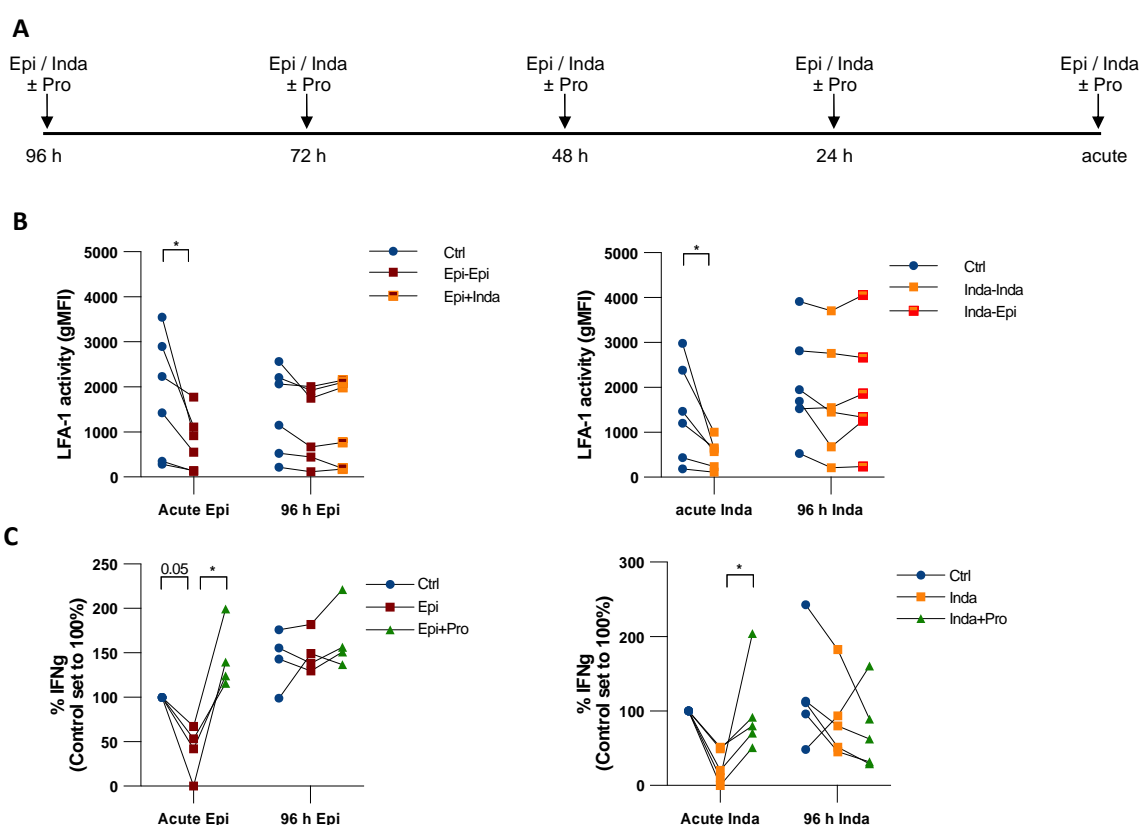 A
Epi / Inda
± Pro
Epi / Inda
± Pro
Epi / Inda
± Pro
Epi / Inda
± Pro
Epi / Inda
± Pro
96 h
72 h
48 h
24 h
acute
B
LFA-1 activity (gMFI)
5000
4000
3000
2000
1000
0
*
Acute Epi
96 h Epi
Ctrl
Epi-Epi
Epi+Inda
LFA-1 activity (gMFI)
5000
4000
3000
2000
1000
0
*
acute Inda
96 h Inda
Ctrl
Inda-Inda
Inda-Epi
C
% IFNg
(Control set to 100%)
250
200
150
100
50
0
0.05
*
Acute Epi
96 h Epi
Ctrl
Epi
Epi+Pro
% IFNg
(Control set to 100%)
300
200
100
0
*
Acute Inda
96 h Inda
Ctrl
Inda
Inda+Pro